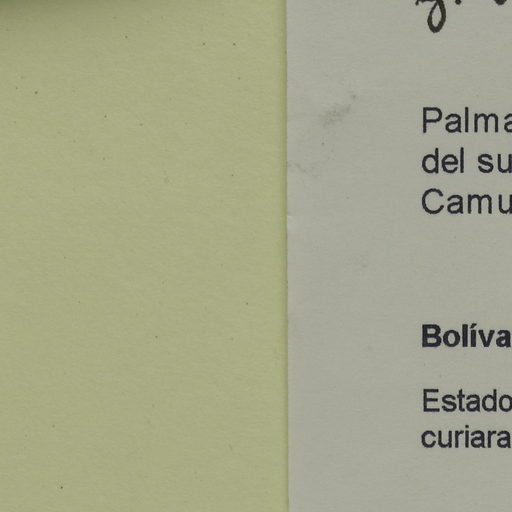 Palma
del su
Camu
Bolíva
Estado
curiara